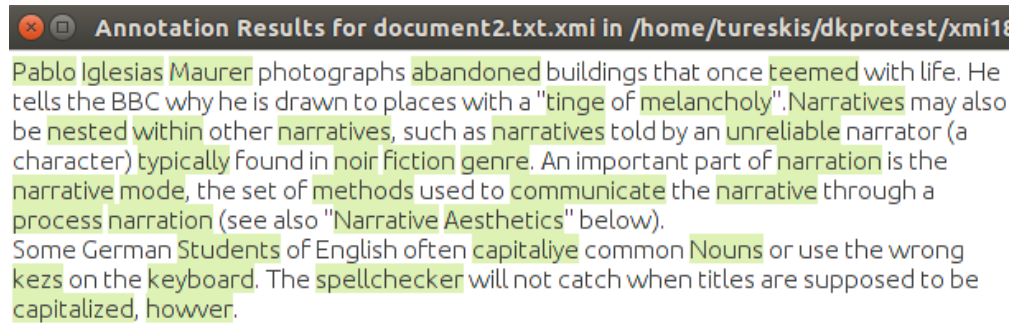 Annotation Results for document2.txt.xmi in /home/tureskis/dkprotest/xmi18
Pablo Iglesias Maurer photographs abandoned buildings that once teemed with life. He
tells the BBC why he is drawn to places with a "tinge of melancholy".Narratives may also
be nested within other narratives, such as narratives told by an unreliable narrator (a
character) typically found in noir fiction genre. An important part of narration is the
narrative mode, the set of methods used to communicate the narrative through a
process narration (see also "Narrative Aesthetics" below).
Some German Students of English often capitaliye common Nouns or use the wrong
kezs on the keyboard. The spellchecker will not catch when titles are supposed to be
capitalized, howver.